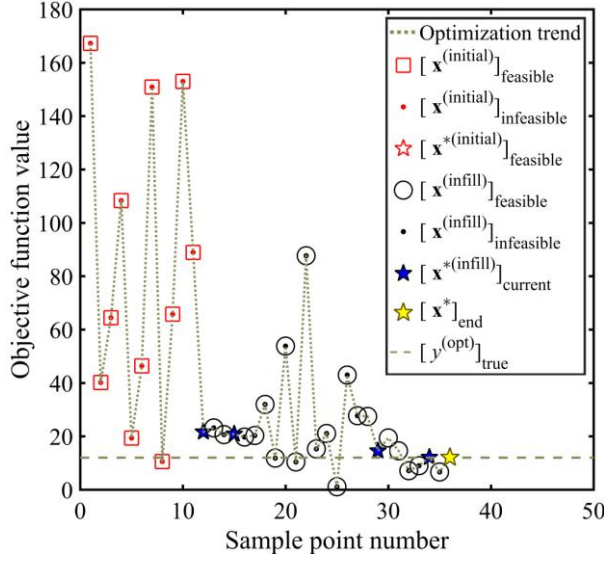 180
160
140
120
100
80
60
40
20
0
Objective function value
0 10 20 30 40 50
Sample point number
Optimization trend
[ x^(initial) ]feasible
[ x^(initial) ]infeasible
[ x^*(initial) ]feasible
[ x^(infill) ]feasible
[ x^(infill) ]infeasible
[ x^*(infill) ]current
[ x^* ]end
[ y^(opt) ]true